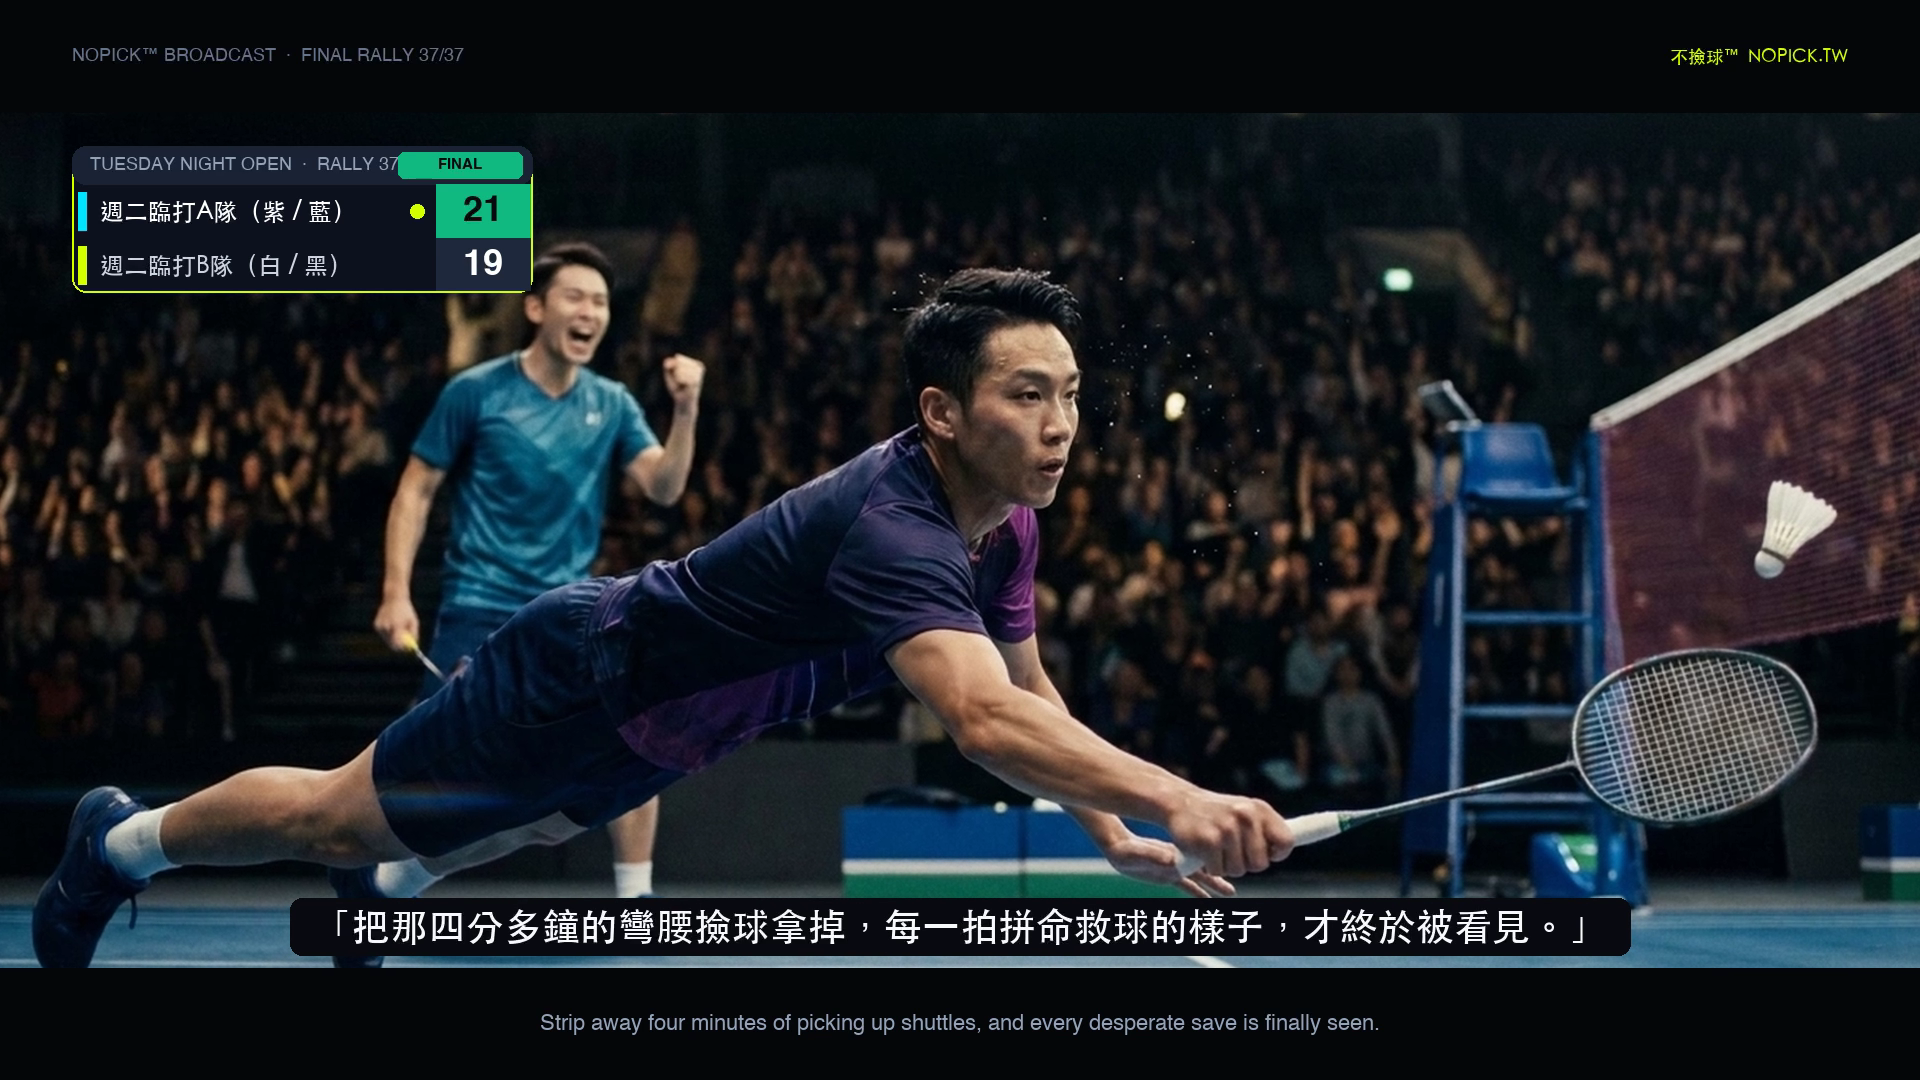 NOPICK™ BROADCAST · FINAL RALLY 37/37
不撿球™ NOPICK.TW
TUESDAY NIGHT OPEN · RALLY 37
FINAL
週二臨打A隊（紫 / 藍） 21
週二臨打B隊（白 / 黑） 19
「把那四分多鐘的彎腰撿球拿掉，每一拍拼命救球的樣子，才終於被看見。」
Strip away four minutes of picking up shuttles, and every desperate save is finally seen.